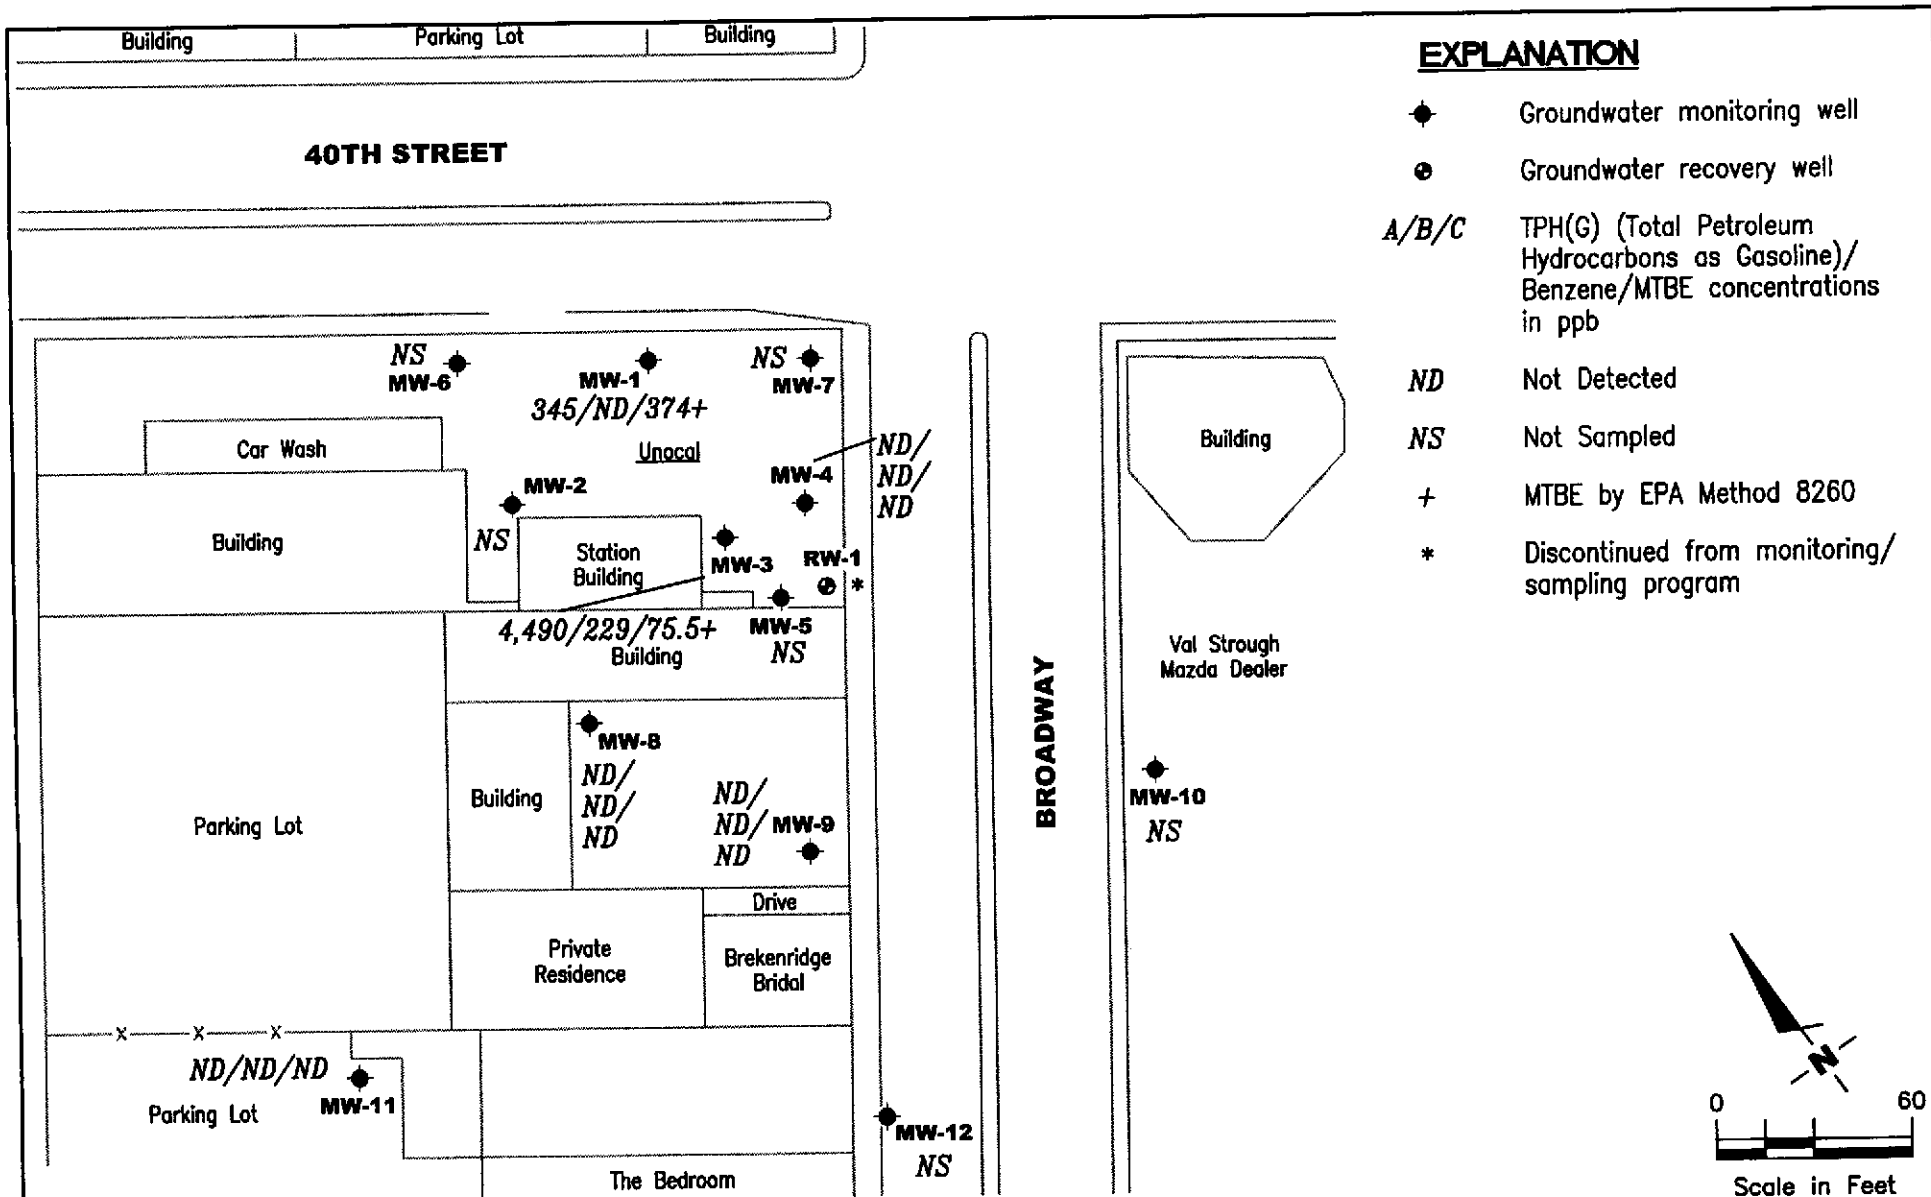 Building
Parking Lot
Building
40TH STREET
EXPLANATION
Groundwater monitoring well
Groundwater recovery well
A/B/C
TPH(G) (Total Petroleum
Hydrocarbons as Gasoline)/
Benzene/MTBE concentrations
in ppb
ND
Not Detected
NS
Not Sampled
+
MTBE by EPA Method 8260
*
Discontinued from monitoring/
sampling program
NS
MW-6
MW-1
345/ND/374+
NS
MW-7
Car Wash
Unocal
MW-4
ND/
ND/
ND
Building
MW-2
NS
Building
Station
Building
MW-3
RW-1
*
4,490/229/75.5+
Building
MW-5
NS
Val Strough
Mazda Dealer
BROADWAY
MW-8
ND/
ND/
ND
Building
ND/
ND/
ND
MW-9
Parking Lot
MW-10
NS
Drive
Private
Residence
Brekenridge
Bridal
X X X
ND/ND/ND
MW-11
Parking Lot
MW-12
NS
The Bedroom
N
0 60
Scale in Feet